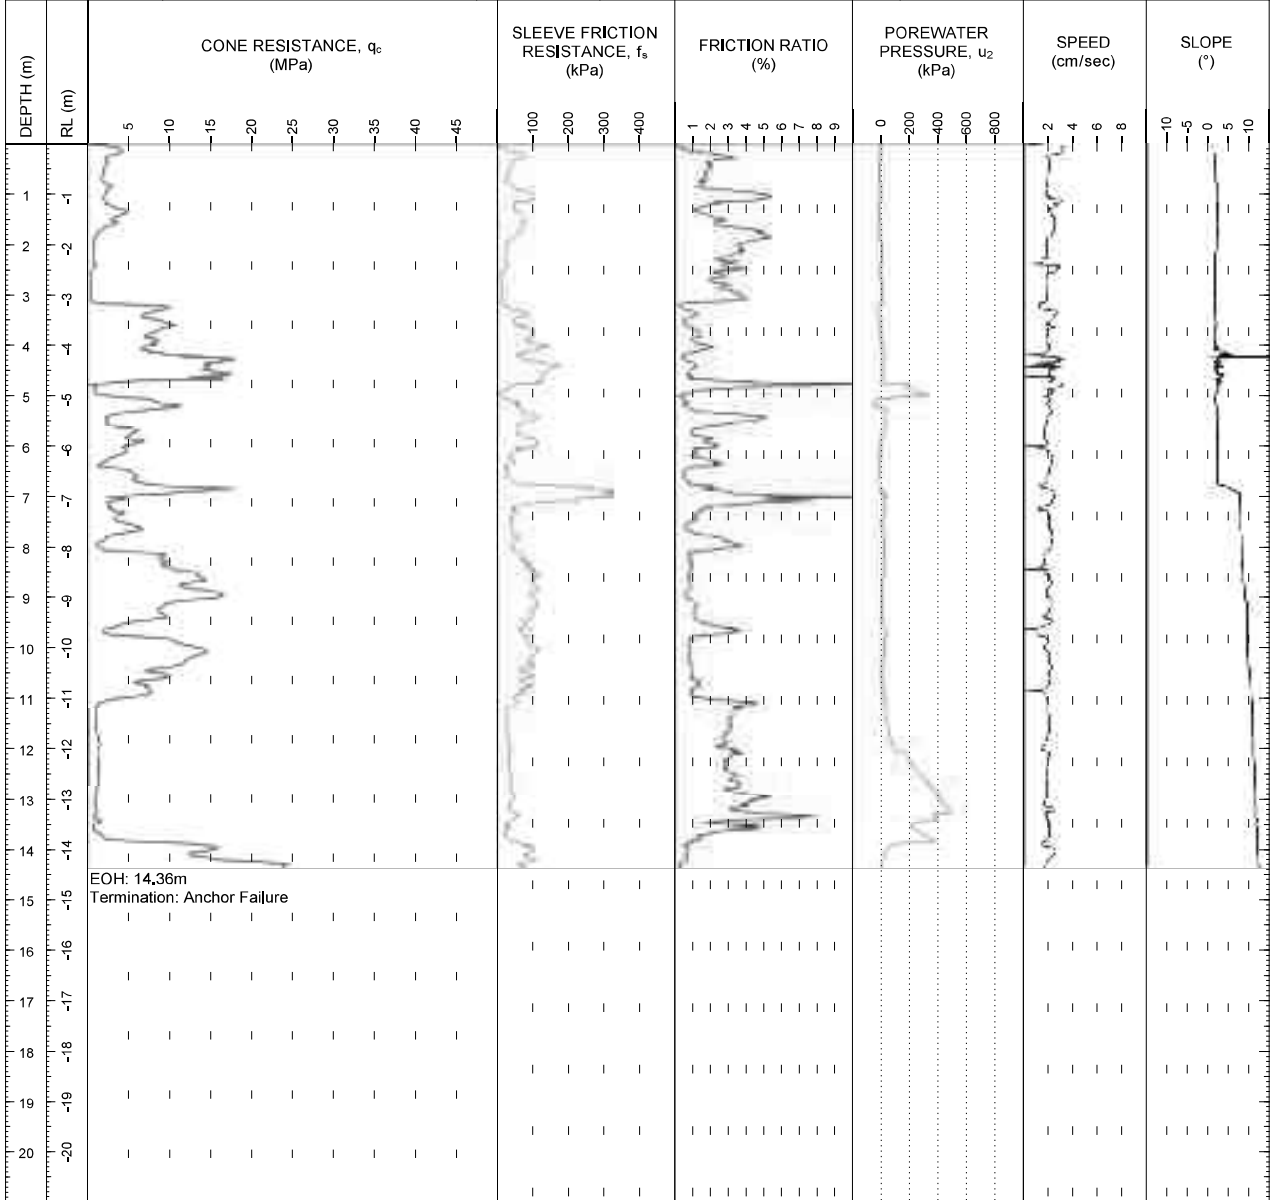 DEPTH (m)
RL (m)
CONE RESISTANCE, qc
(MPa)
SLEEVE FRICTION
RESISTANCE, fs
(kPa)
FRICTION RATIO
(%)
POREWATER
PRESSURE, u2
(kPa)
SPEED
(cm/sec)
SLOPE
(°)
5 10 15 20 25 30 35 40 45
100 200 300 400
1 2 3 4 5 6 7 8 9
0 200 400 600 800
2 4 6 8
-10 -5 0 5 10
1 -1
2 -2
3 -3
4 -4
5 -5
6 -6
7 -7
8 -8
9 -9
10 -10
11 -11
12 -12
13 -13
14 -14
EOH: 14.36m
Termination: Anchor Failure
15 -15
16 -16
17 -17
18 -18
19 -19
20 -20